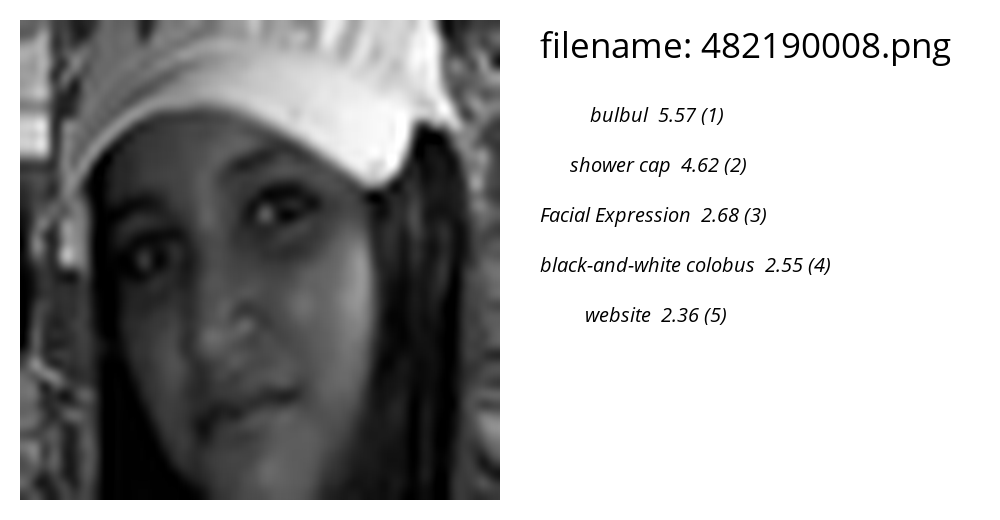 filename: 482190008.png
bulbul 5.57 (1)
shower cap 4.62 (2)
Facial Expression 2.68 (3)
black-and-white colobus 2.55 (4)
website 2.36 (5)